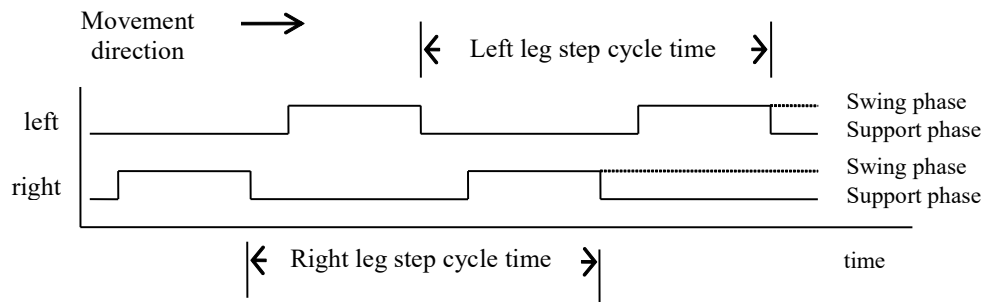 Movement
direction
Left leg step cycle time
left
Swing phase
Support phase
right
Swing phase
Support phase
Right leg step cycle time
time